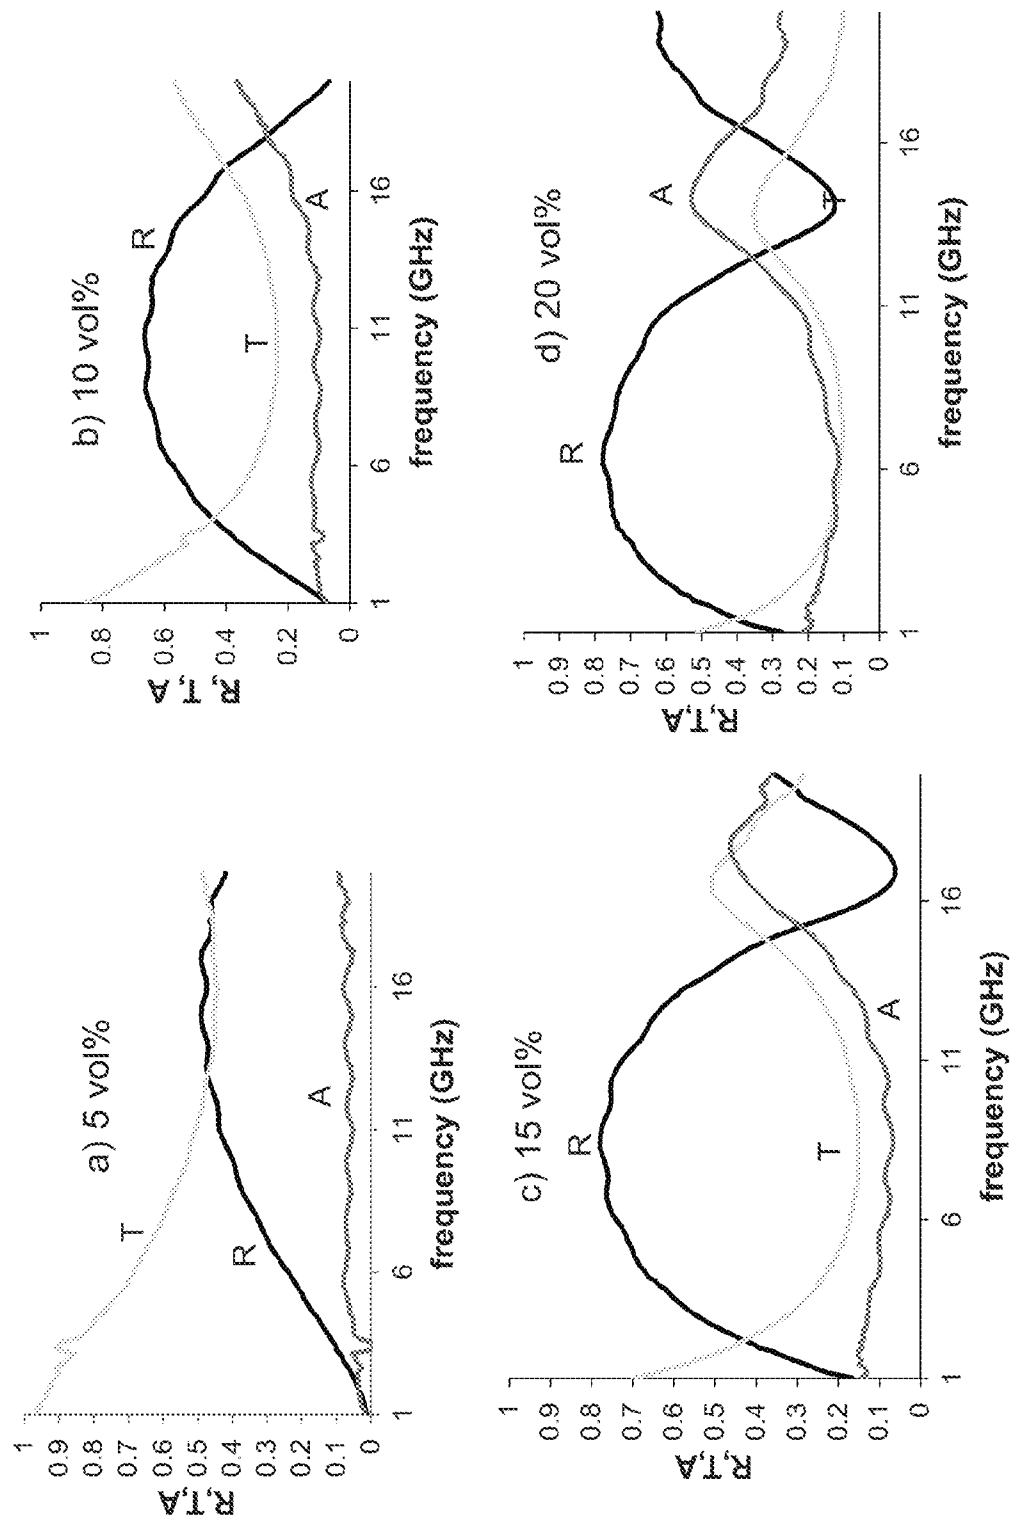 a) 5 vol%
R,T,A
1
0.9
0.8
0.7
0.6
0.5
0.4
0.3
0.2
0.1
0
T
R
A
1
6
11
16
frequency (GHz)
b) 10 vol%
R, T, A
1
0.8
0.6
0.4
0.2
0
R
T
A
1
6
11
16
frequency (GHz)
c) 15 vol%
R,T,A
1
0.9
0.8
0.7
0.6
0.5
0.4
0.3
0.2
0.1
0
R
T
A
1
6
11
16
frequency (GHz)
d) 20 vol%
R,T,A
1
0.9
0.8
0.7
0.6
0.5
0.4
0.3
0.2
0.1
0
R
A
T
1
6
11
16
frequency (GHz)